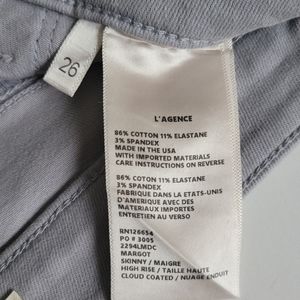 26
L'AGENCE
86% COTTON 11% ELASTANE
3% SPANDEX
MADE IN THE USA
WITH IMPORTED MATERIALS
CARE INSTRUCTIONS ON REVERSE
86% COTTON 11% ELASTANE
3% SPANDEX
FABRIQUE DANS LA ETATS-UNIS
D'AMERIQUE AVEC DES
MATERIAUX IMPORTES
ENTRETIEN AU VERSO
RN126654
PO # 3005
2294LMDC
MARGOT
SKINNY / MAIGRE
HIGH RISE / TAILLE HAUTE
CLOUD COATED / NUAGE ENDUIT